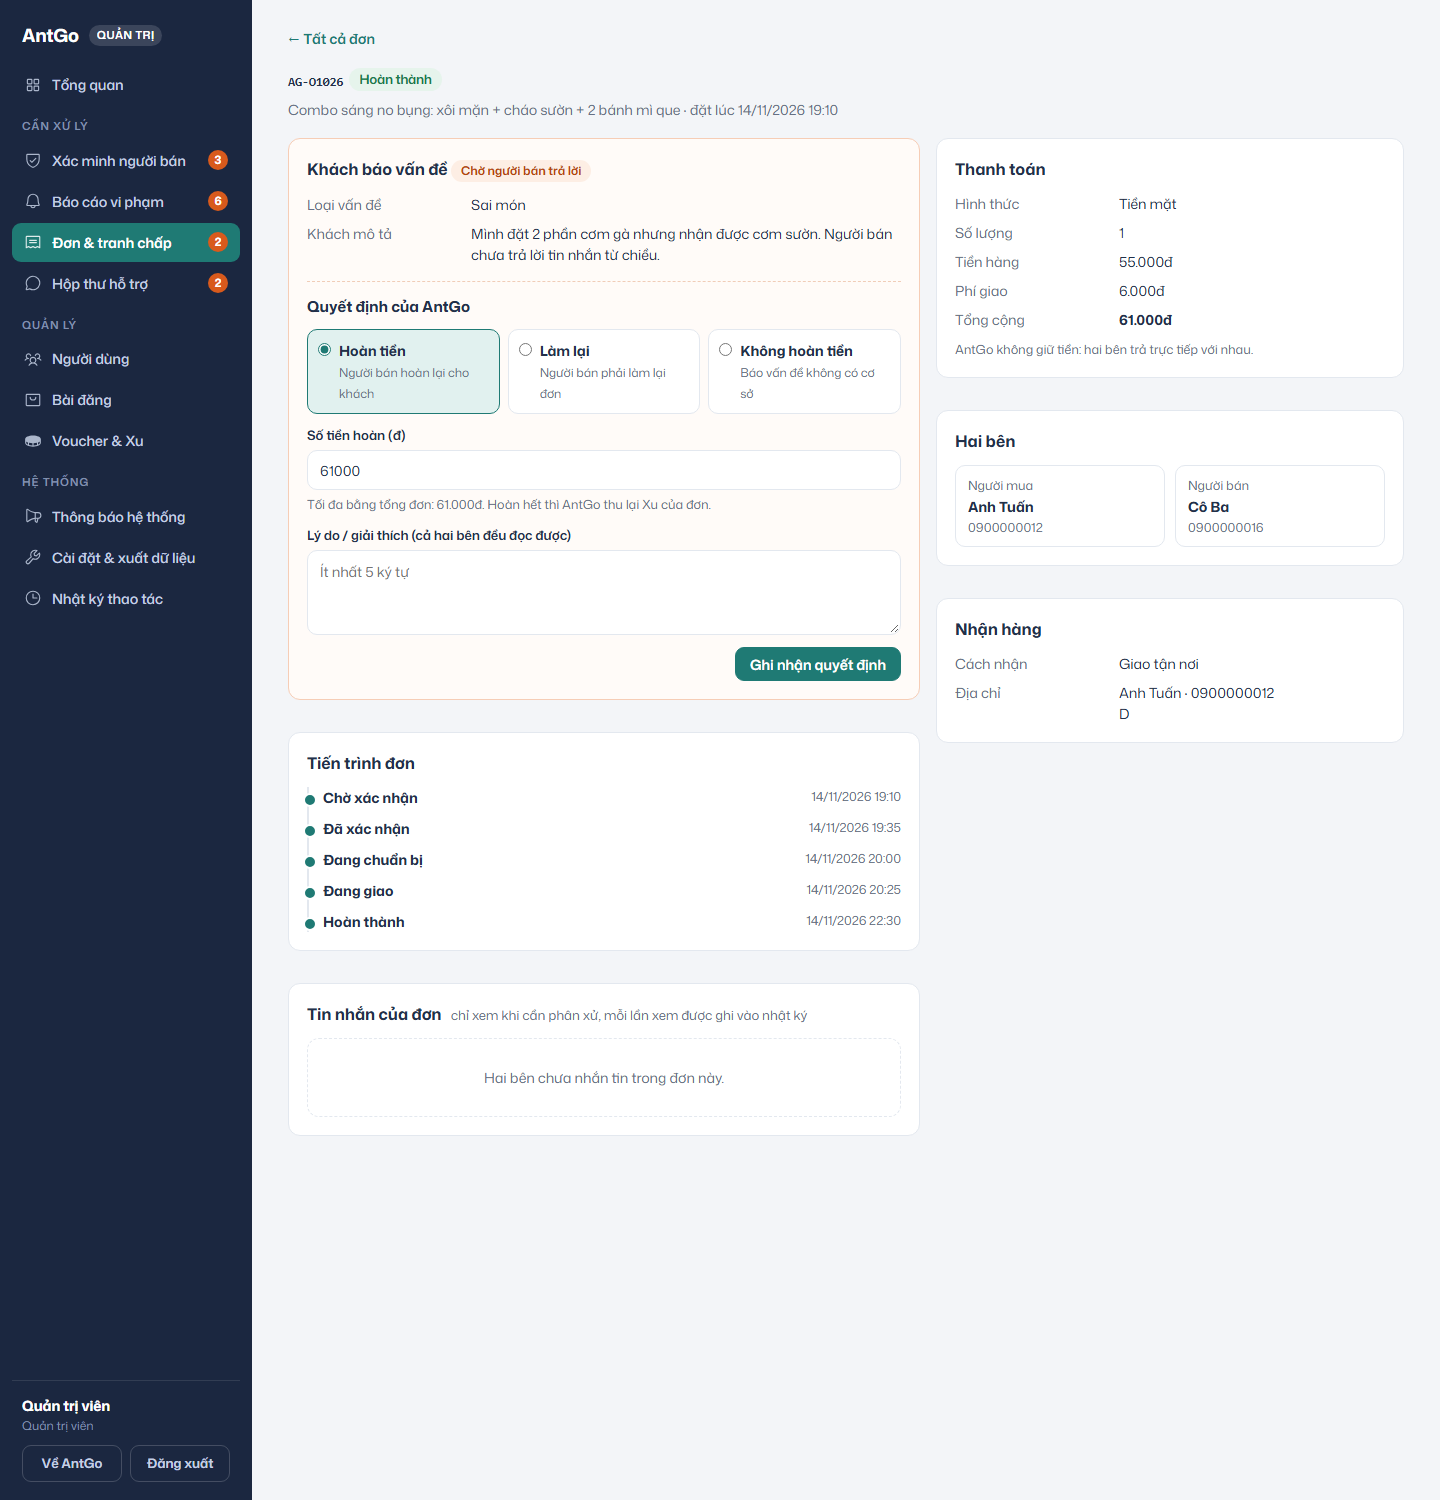 AntGo QUẢN TRỊ
Tổng quan
CẦN XỬ LÝ
Xác minh người bán 3
Báo cáo vi phạm 6
Đơn & tranh chấp 2
Hộp thư hỗ trợ 2
QUẢN LÝ
Người dùng
Bài đăng
Voucher & Xu
HỆ THỐNG
Thông báo hệ thống
Cài đặt & xuất dữ liệu
Nhật ký thao tác
Quản trị viên
Quản trị viên
Về AntGo
Đăng xuất
← Tất cả đơn
AG-O1026 Hoàn thành
Combo sáng no bụng: xôi mặn + cháo sườn + 2 bánh mì que · đặt lúc 14/11/2026 19:10
Khách báo vấn đề Chờ người bán trả lời
Loại vấn đề Sai món
Khách mô tả Mình đặt 2 phần cơm gà nhưng nhận được cơm sườn. Người bán
chưa trả lời tin nhắn từ chiều.
Quyết định của AntGo
Hoàn tiền
Người bán hoàn lại cho
khách
Làm lại
Người bán phải làm lại
đơn
Không hoàn tiền
Báo vấn đề không có cơ
sở
Số tiền hoàn (đ)
61000
Tối đa bằng tổng đơn: 61.000đ. Hoàn hết thì AntGo thu lại Xu của đơn.
Lý do / giải thích (cả hai bên đều đọc được)
Ít nhất 5 ký tự
Ghi nhận quyết định
Tiến trình đơn
Chờ xác nhận 14/11/2026 19:10
Đã xác nhận 14/11/2026 19:35
Đang chuẩn bị 14/11/2026 20:00
Đang giao 14/11/2026 20:25
Hoàn thành 14/11/2026 22:30
Tin nhắn của đơn chỉ xem khi cần phân xử, mỗi lần xem được ghi vào nhật ký
Hai bên chưa nhắn tin trong đơn này.
Thanh toán
Hình thức Tiền mặt
Số lượng 1
Tiền hàng 55.000đ
Phí giao 6.000đ
Tổng cộng 61.000đ
AntGo không giữ tiền: hai bên trả trực tiếp với nhau.
Hai bên
Người mua
Anh Tuấn
0900000012
Người bán
Cô Ba
0900000016
Nhận hàng
Cách nhận Giao tận nơi
Địa chỉ Anh Tuấn · 0900000012
D